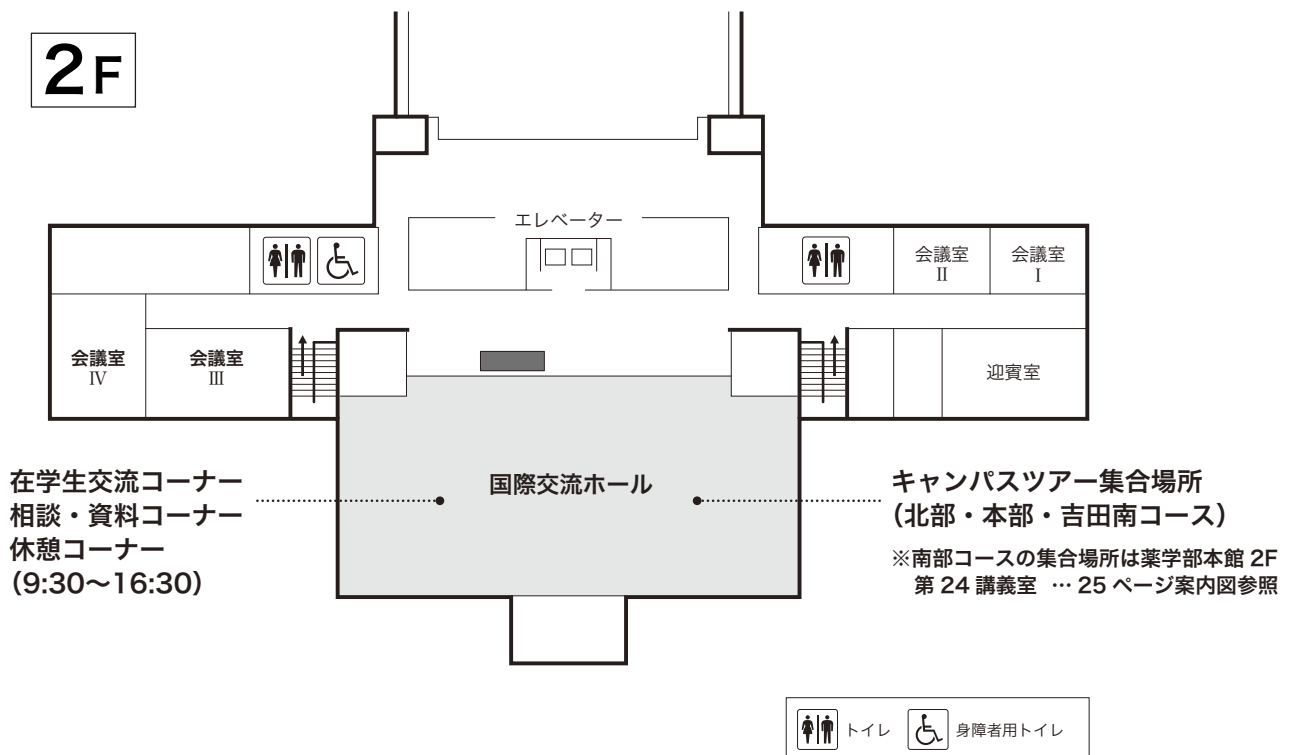 2F
エレベーター
会議室
II
会議室
I
会議室
IV
会議室
III
迎賓室
在学生交流コーナー
相談・資料コーナー
休憩コーナー
(9:30〜16:30)
国際交流ホール
キャンパスツアー集合場所
(北部・本部・吉田南コース)
※南部コースの集合場所は薬学部本館 2F
第 24 講義室 … 25 ページ案内図参照
トイレ
身障者用トイレ